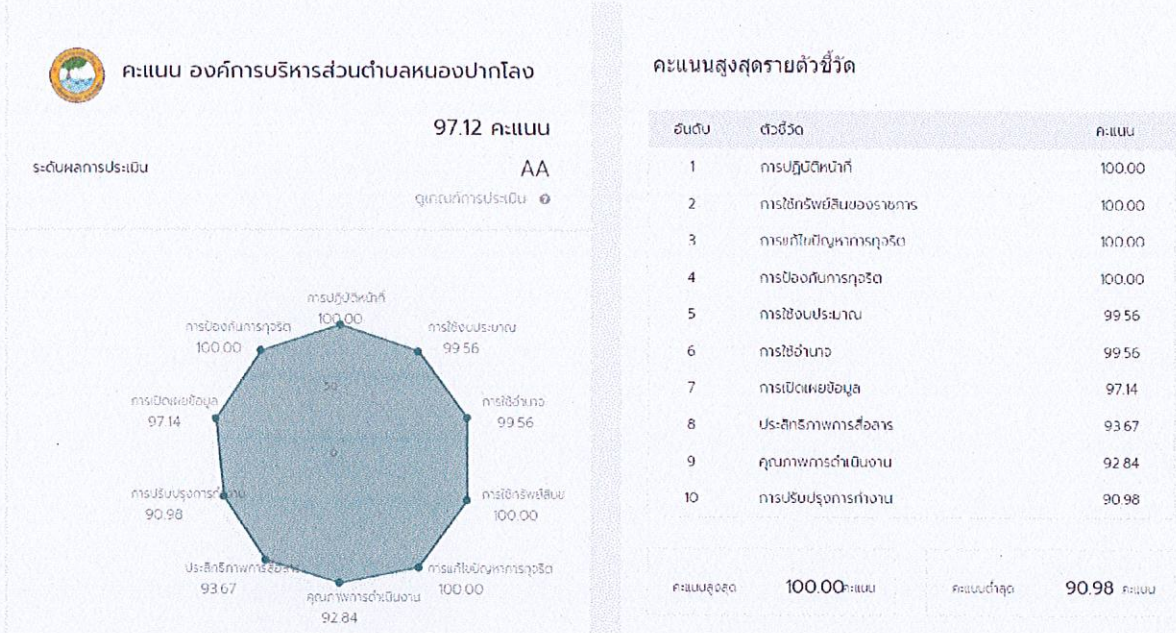 คะแนน องค์การบริหารส่วนตำบลหนองปากโลง
97.12 คะแนน
ระดับผลการประเมิน
AA
ดูเกณฑ์การประเมิน
การปฏิบัติหน้าที่
100.00
การป้องกันการทุจริต
100.00
การใช้งบประมาณ
99.56
50
การเปิดเผยข้อมูล
97.14
การใช้อำนาจ
99.56
0
การปรับปรุงการทำงาน
90.98
การใช้ทรัพย์สินข
100.00
ประสิทธิภาพการสื่อสาร
93.67
การแก้ไขปัญหาการทุจริต
100.00
คุณภาพการดำเนินงาน
92.84
คะแนนสูงสุดรายตัวชี้วัด
อันดับ ตัวชี้วัด คะแนน
1 การปฏิบัติหน้าที่ 100.00
2 การใช้ทรัพย์สินของราชการ 100.00
3 การแก้ไขปัญหาการทุจริต 100.00
4 การป้องกันการทุจริต 100.00
5 การใช้งบประมาณ 99.56
6 การใช้อำนาจ 99.56
7 การเปิดเผยข้อมูล 97.14
8 ประสิทธิภาพการสื่อสาร 93.67
9 คุณภาพการดำเนินงาน 92.84
10 การปรับปรุงการทำงาน 90.98
คะแนนสูงสุด 100.00 คะแนน คะแนนต่ำสุด 90.98 คะแนน